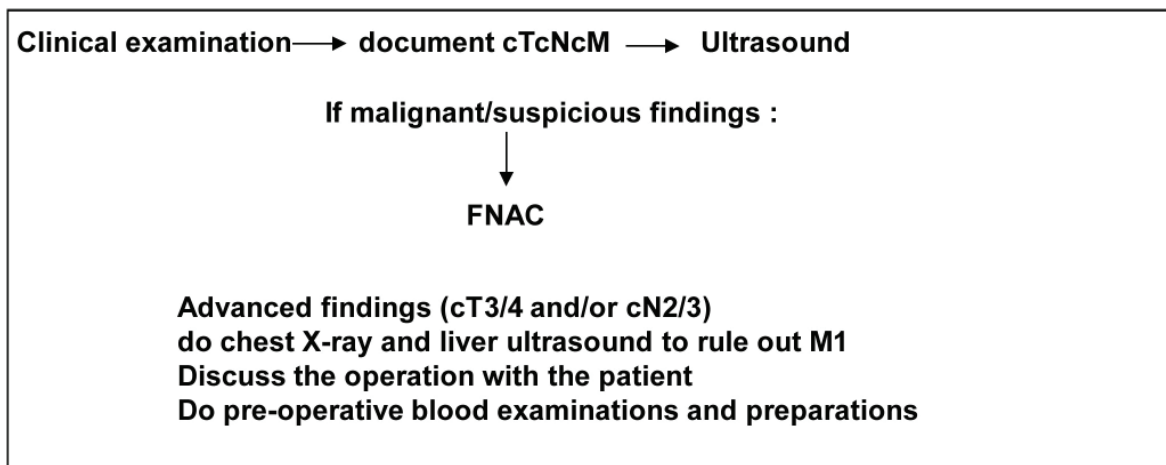 Clinical examination → document cTcNcM → Ultrasound
If malignant/suspicious findings :
FNAC
Advanced findings (cT3/4 and/or cN2/3)
do chest X-ray and liver ultrasound to rule out M1
Discuss the operation with the patient
Do pre-operative blood examinations and preparations